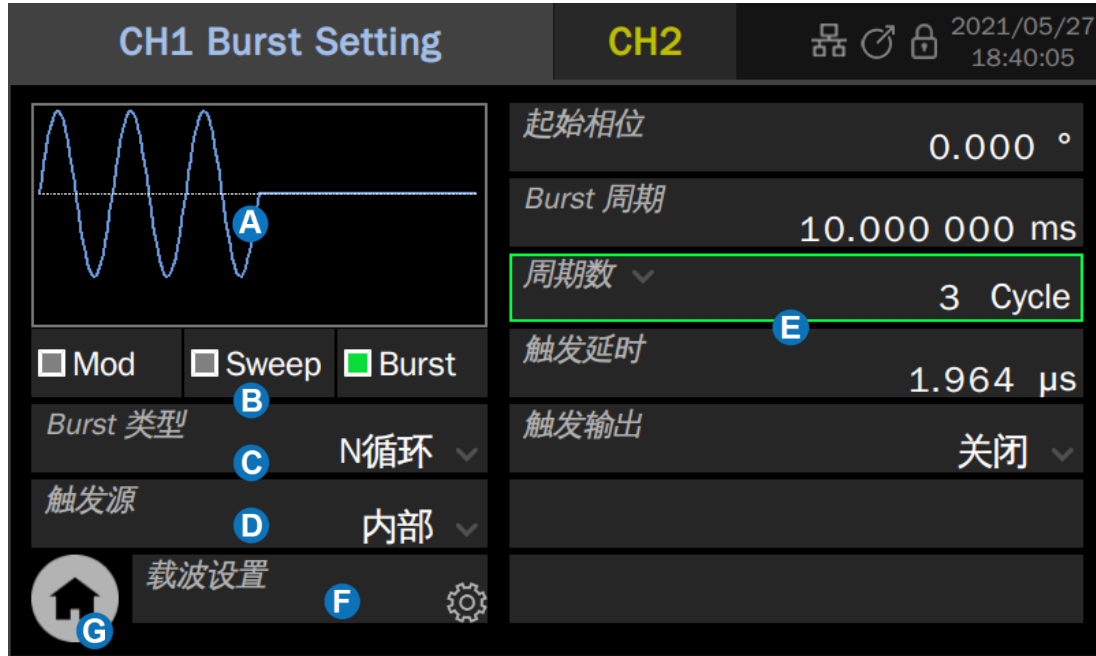 CH1 Burst Setting
CH2
2021/05/27
18:40:05
A
Mod
Sweep
Burst
B
Burst 类型
N循环
C
触发源
内部
D
载波设置
F
G
起始相位
0.000 °
Burst 周期
10.000 000 ms
周期数
3 Cycle
E
触发延时
1.964 µs
触发输出
关闭